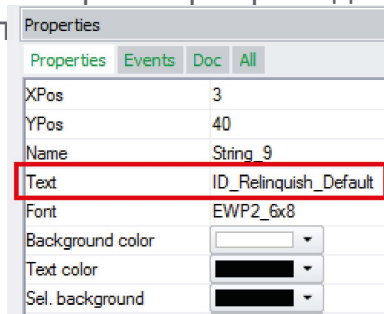 Properties
Properties Events Doc All
XPos 3
YPos 40
Name String_9
Text ID_Relinquish_Default
Font EWP2_6x8
Background color
Text color
Sel. background